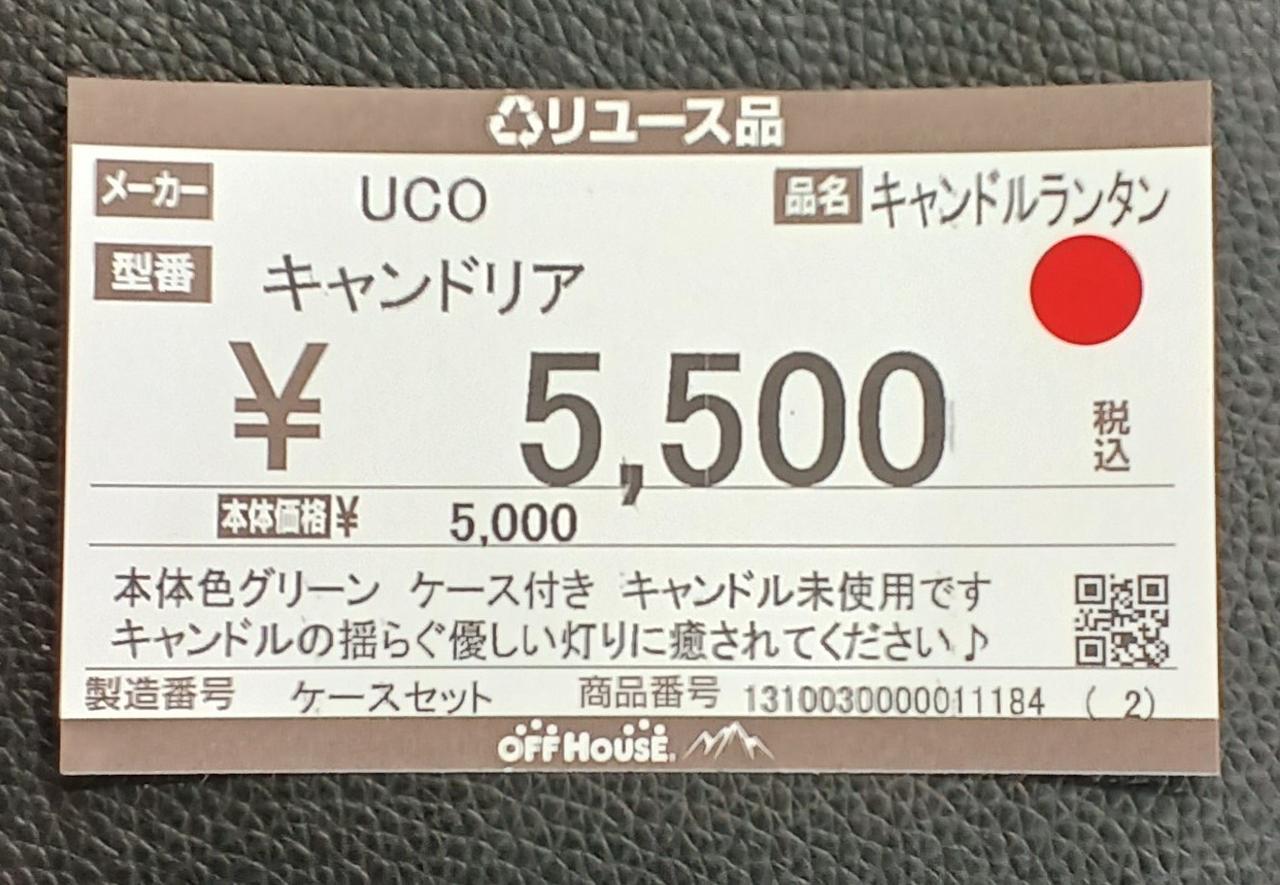 リユース品
メーカー UCO 品名 キャンドルランタン
型番 キャンドリア
¥ 5,500 税込
本体価格 ¥ 5,000
本体色グリーン ケース付き キャンドル未使用です
キャンドルの揺らぐ優しい灯りに癒されてください♪
製造番号 ケースセット 商品番号 1310030000011184 ( 2)
OFF HOUSE